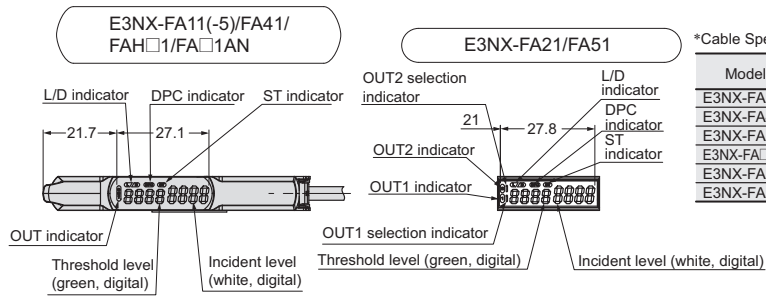 E3NX-FA11(-5)/FA41/
FAH□1/FA□1AN
L/D indicator
DPC indicator
ST indicator
21.7
27.1
OUT indicator
Threshold level
(green, digital)
Incident level
(white, digital)
E3NX-FA21/FA51
OUT2 selection
indicator
L/D
indicator
DPC
indicator
ST
indicator
21
27.8
OUT2 indicator
OUT1 indicator
OUT1 selection indicator
Threshold level (green, digital)
Incident level (white, digital)
*Cable Spe
Model
E3NX-FA
E3NX-FA
E3NX-FA
E3NX-FA□
E3NX-FA
E3NX-FA